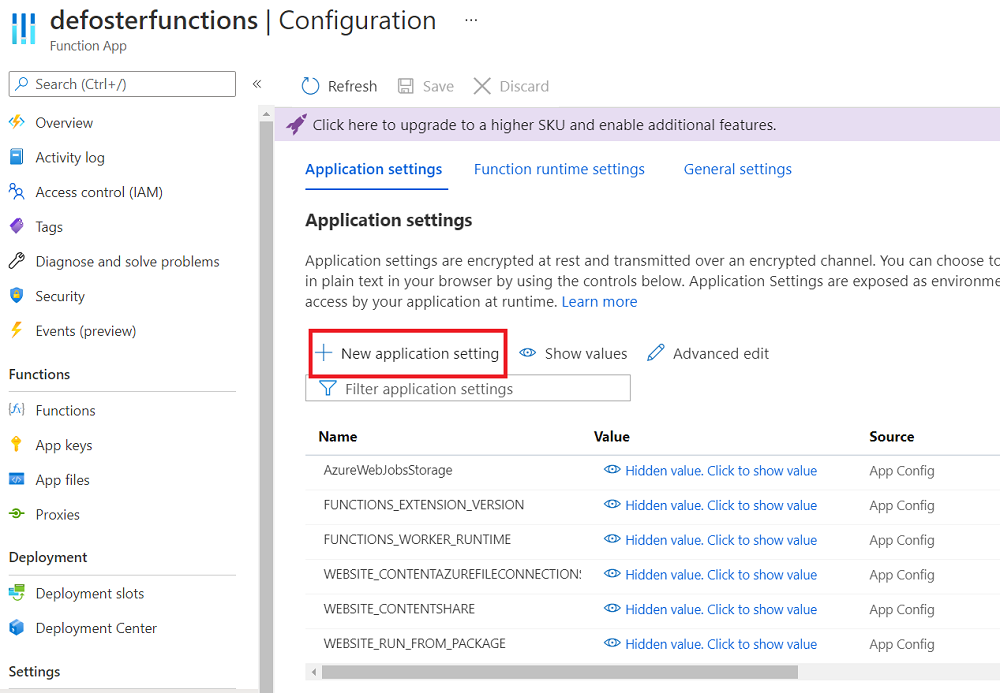 defosterfunctions | Configuration ...
Function App
Search (Ctrl+/)
«
Overview
Activity log
Access control (IAM)
Tags
Diagnose and solve problems
Security
Events (preview)
Functions
Functions
App keys
App files
Proxies
Deployment
Deployment slots
Deployment Center
Settings
Refresh Save Discard
Click here to upgrade to a higher SKU and enable additional features.
Application settings Function runtime settings General settings
Application settings
Application settings are encrypted at rest and transmitted over an encrypted channel. You can choose to
in plain text in your browser by using the controls below. Application Settings are exposed as environme
access by your application at runtime. Learn more
New application setting Show values Advanced edit
Filter application settings
Name Value Source
AzureWebJobsStorage Hidden value. Click to show value App Config
FUNCTIONS_EXTENSION_VERSION Hidden value. Click to show value App Config
FUNCTIONS_WORKER_RUNTIME Hidden value. Click to show value App Config
WEBSITE_CONTENTAZUREFILECONNECTIONS Hidden value. Click to show value App Config
WEBSITE_CONTENTSHARE Hidden value. Click to show value App Config
WEBSITE_RUN_FROM_PACKAGE Hidden value. Click to show value App Config